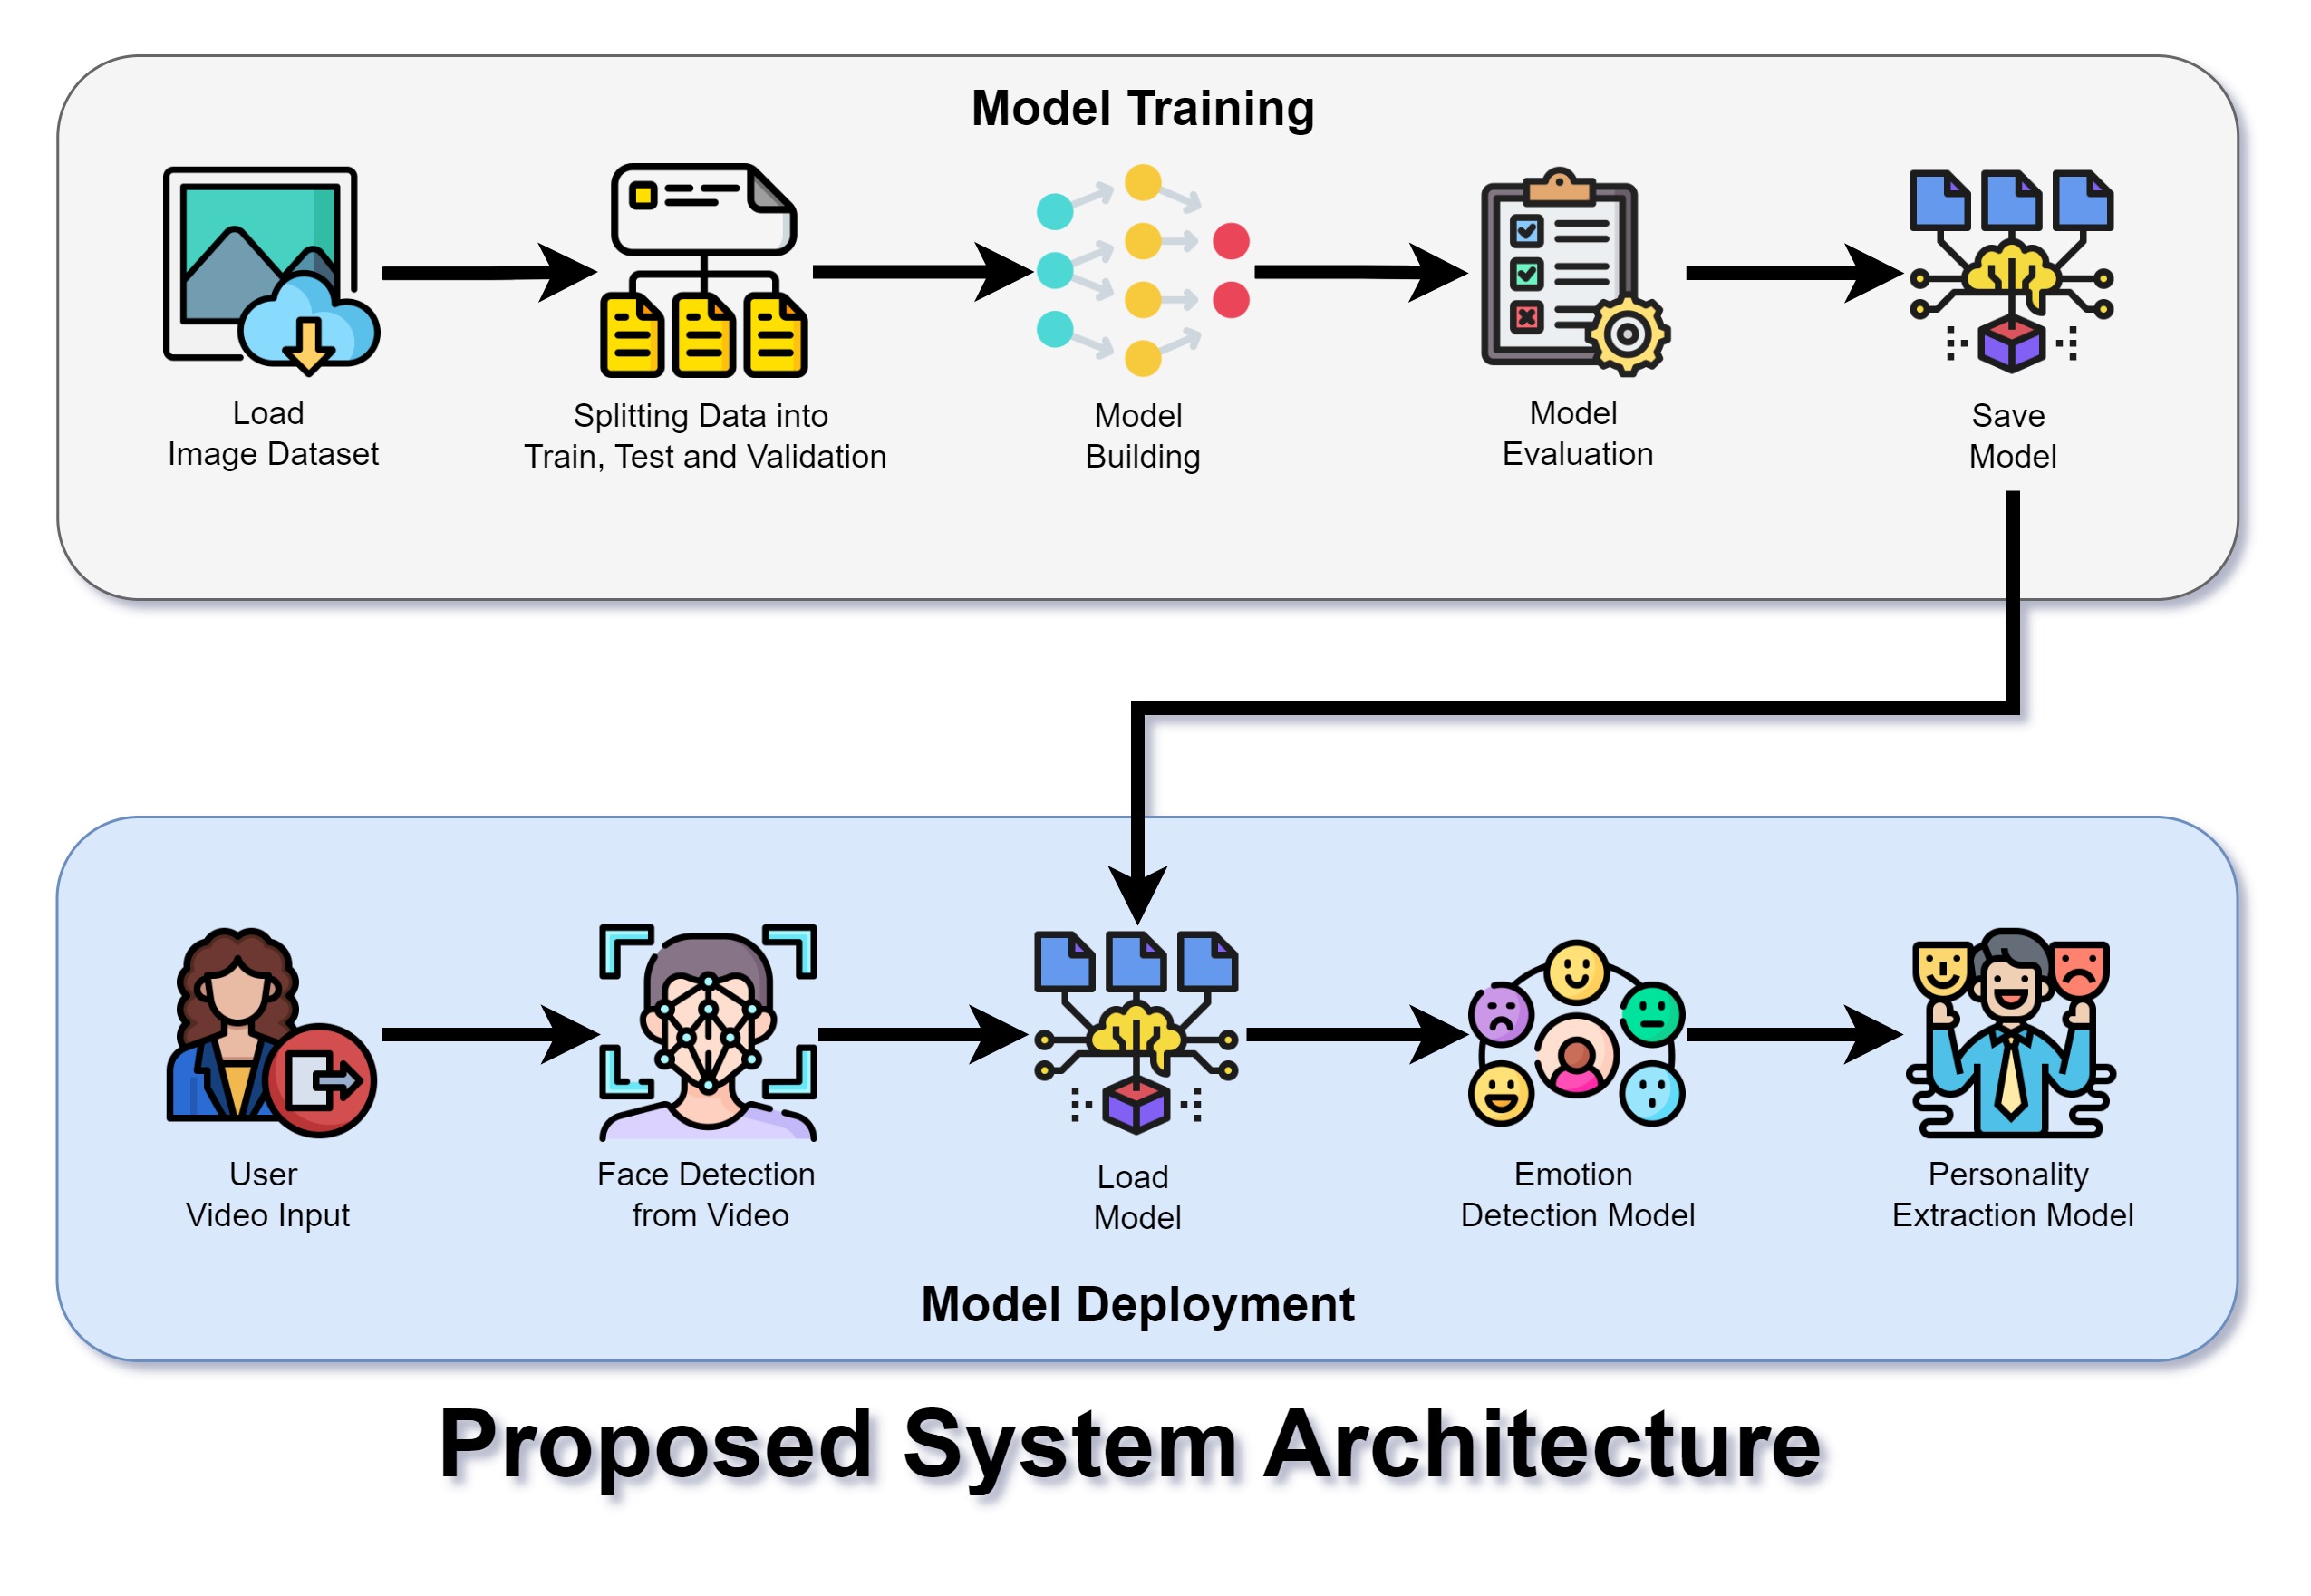 Model Training
Load
Image Dataset
Splitting Data into
Train, Test and Validation
Model
Building
Model
Evaluation
Save
Model
User
Video Input
Face Detection
from Video
Load
Model
Emotion
Detection Model
Personality
Extraction Model
Model Deployment
Proposed System Architecture